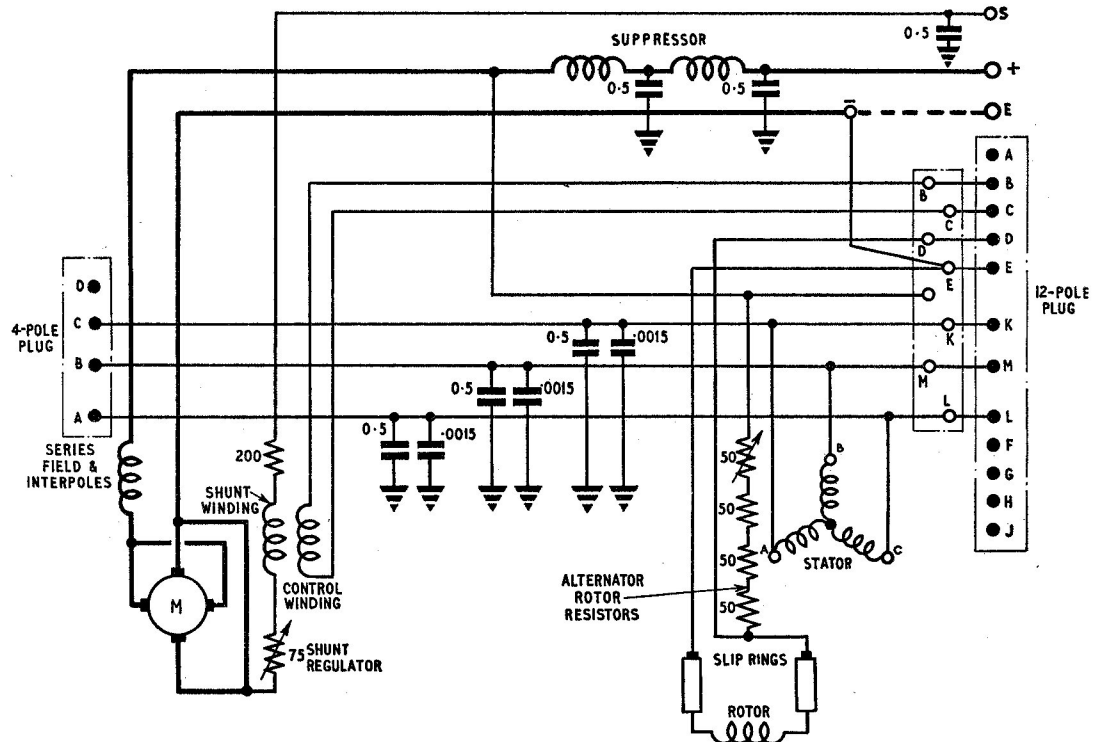 S
0·5
SUPPRESSOR
+
0·5
0·5
–
E
A
B
B
C
C
D
D
E
E
12-POLE
PLUG
D
4-POLE
PLUG
C
K
K
0·5
.0015
B
M
M
0·5
.0015
A
L
L
0·5
.0015
F
G
H
J
SERIES
FIELD &
INTERPOLES
200
SHUNT
WINDING
CONTROL
WINDING
M
75
SHUNT
REGULATOR
50
50
50
50
ALTERNATOR
ROTOR
RESISTORS
B
A
C
STATOR
SLIP RINGS
ROTOR